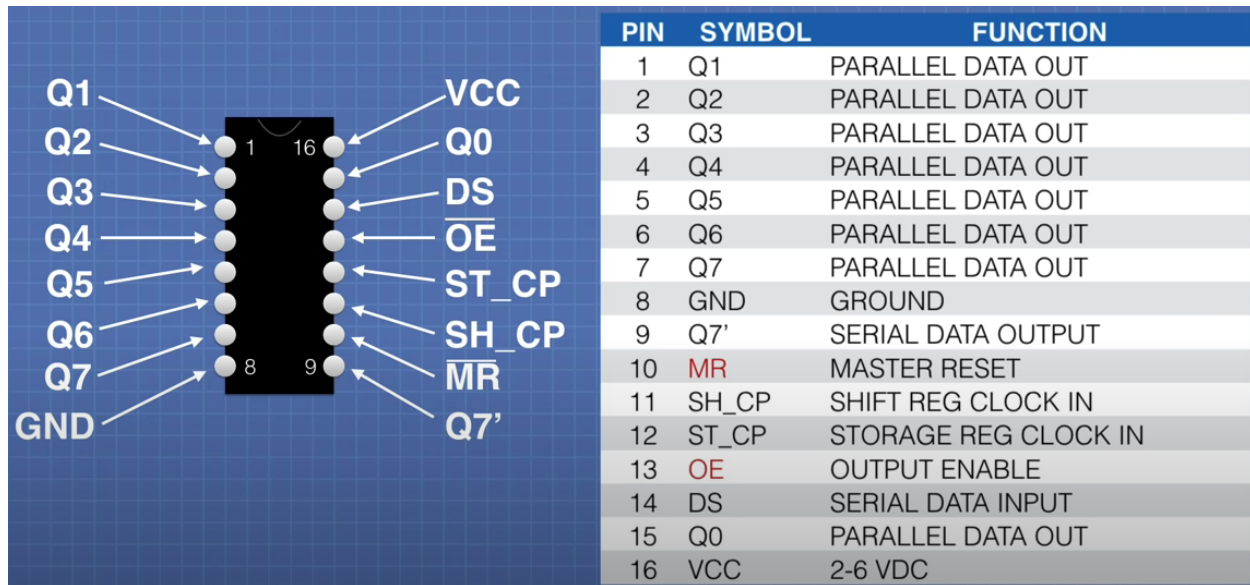 Q1
Q2
Q3
Q4
Q5
Q6
Q7
GND
1 16
8 9
VCC
Q0
DS
OE
ST_CP
SH_CP
MR
Q7’
PIN SYMBOL FUNCTION
1 Q1 PARALLEL DATA OUT
2 Q2 PARALLEL DATA OUT
3 Q3 PARALLEL DATA OUT
4 Q4 PARALLEL DATA OUT
5 Q5 PARALLEL DATA OUT
6 Q6 PARALLEL DATA OUT
7 Q7 PARALLEL DATA OUT
8 GND GROUND
9 Q7’ SERIAL DATA OUTPUT
10 MR MASTER RESET
11 SH_CP SHIFT REG CLOCK IN
12 ST_CP STORAGE REG CLOCK IN
13 OE OUTPUT ENABLE
14 DS SERIAL DATA INPUT
15 Q0 PARALLEL DATA OUT
16 VCC 2-6 VDC